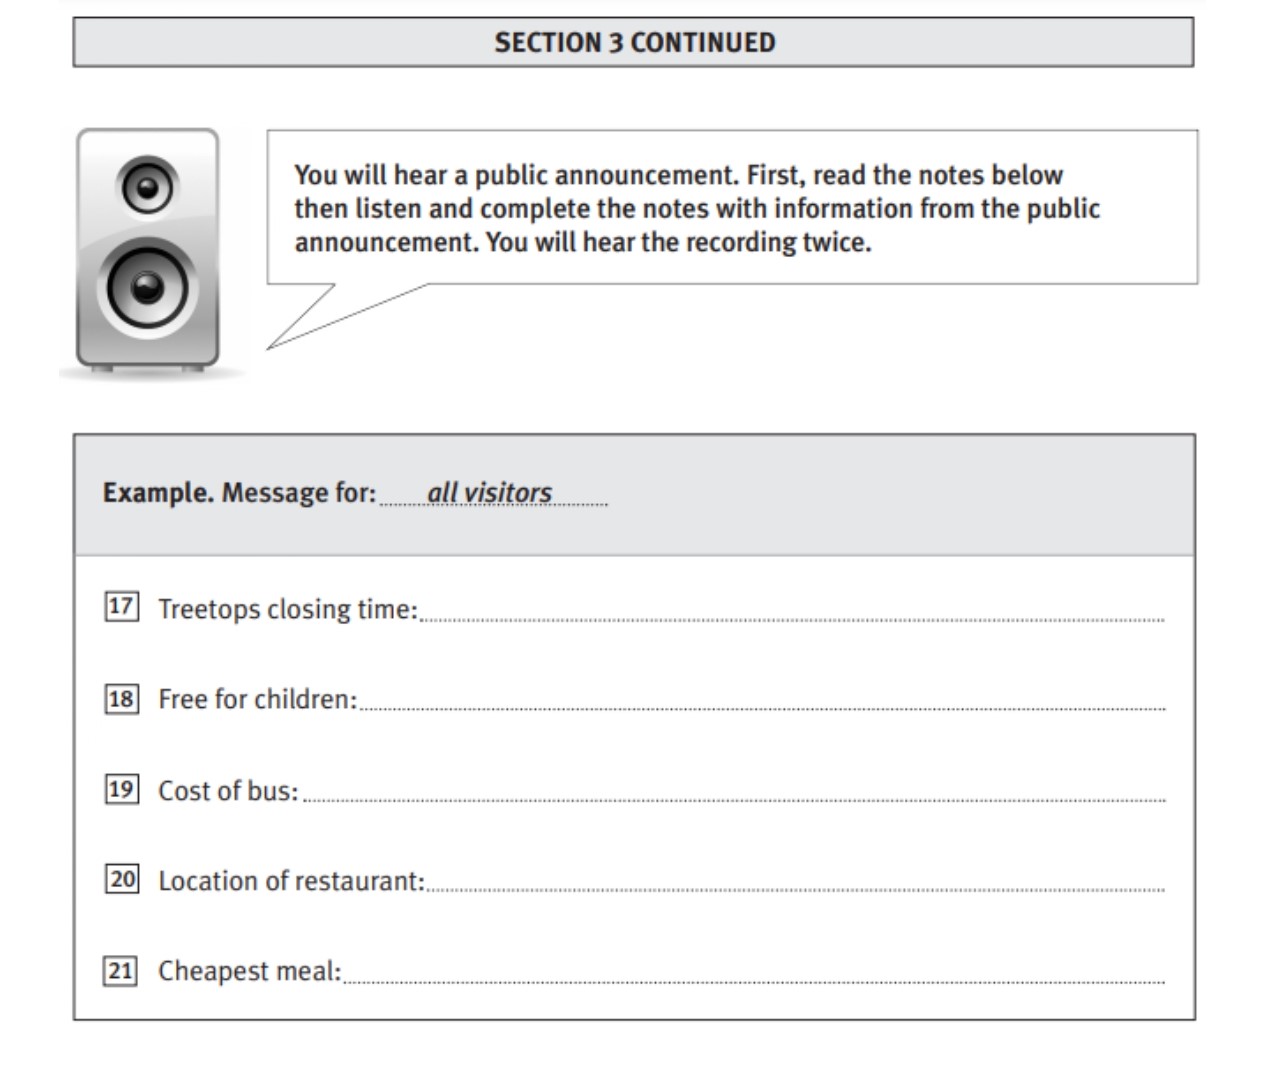 SECTION 3 CONTINUED
You will hear a public announcement. First, read the notes below
then listen and complete the notes with information from the public
announcement. You will hear the recording twice.
Example. Message for: all visitors
17 Treetops closing time:
18 Free for children:
19 Cost of bus:
20 Location of restaurant:
21 Cheapest meal: